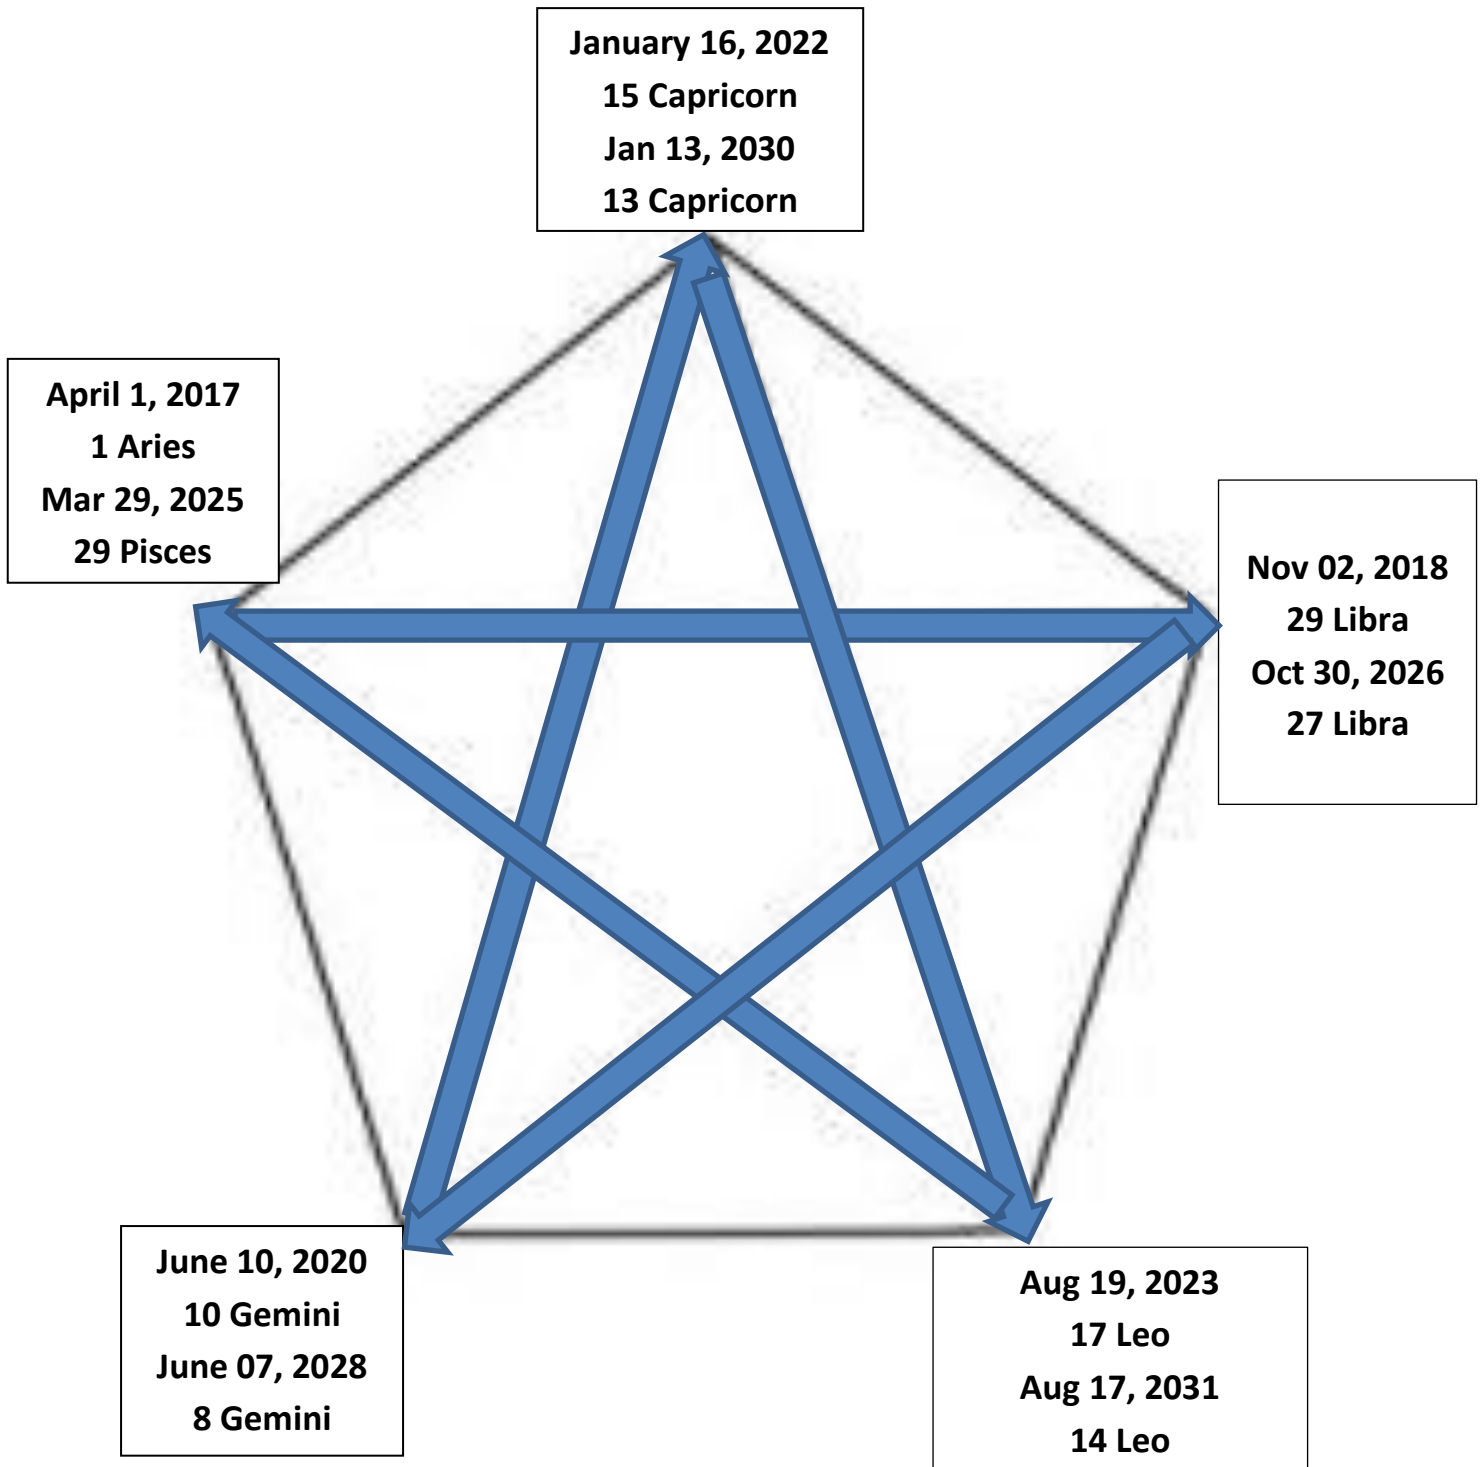 January 16, 2022
15 Capricorn
Jan 13, 2030
13 Capricorn
April 1, 2017
1 Aries
Mar 29, 2025
29 Pisces
Nov 02, 2018
29 Libra
Oct 30, 2026
27 Libra
June 10, 2020
10 Gemini
June 07, 2028
8 Gemini
Aug 19, 2023
17 Leo
Aug 17, 2031
14 Leo